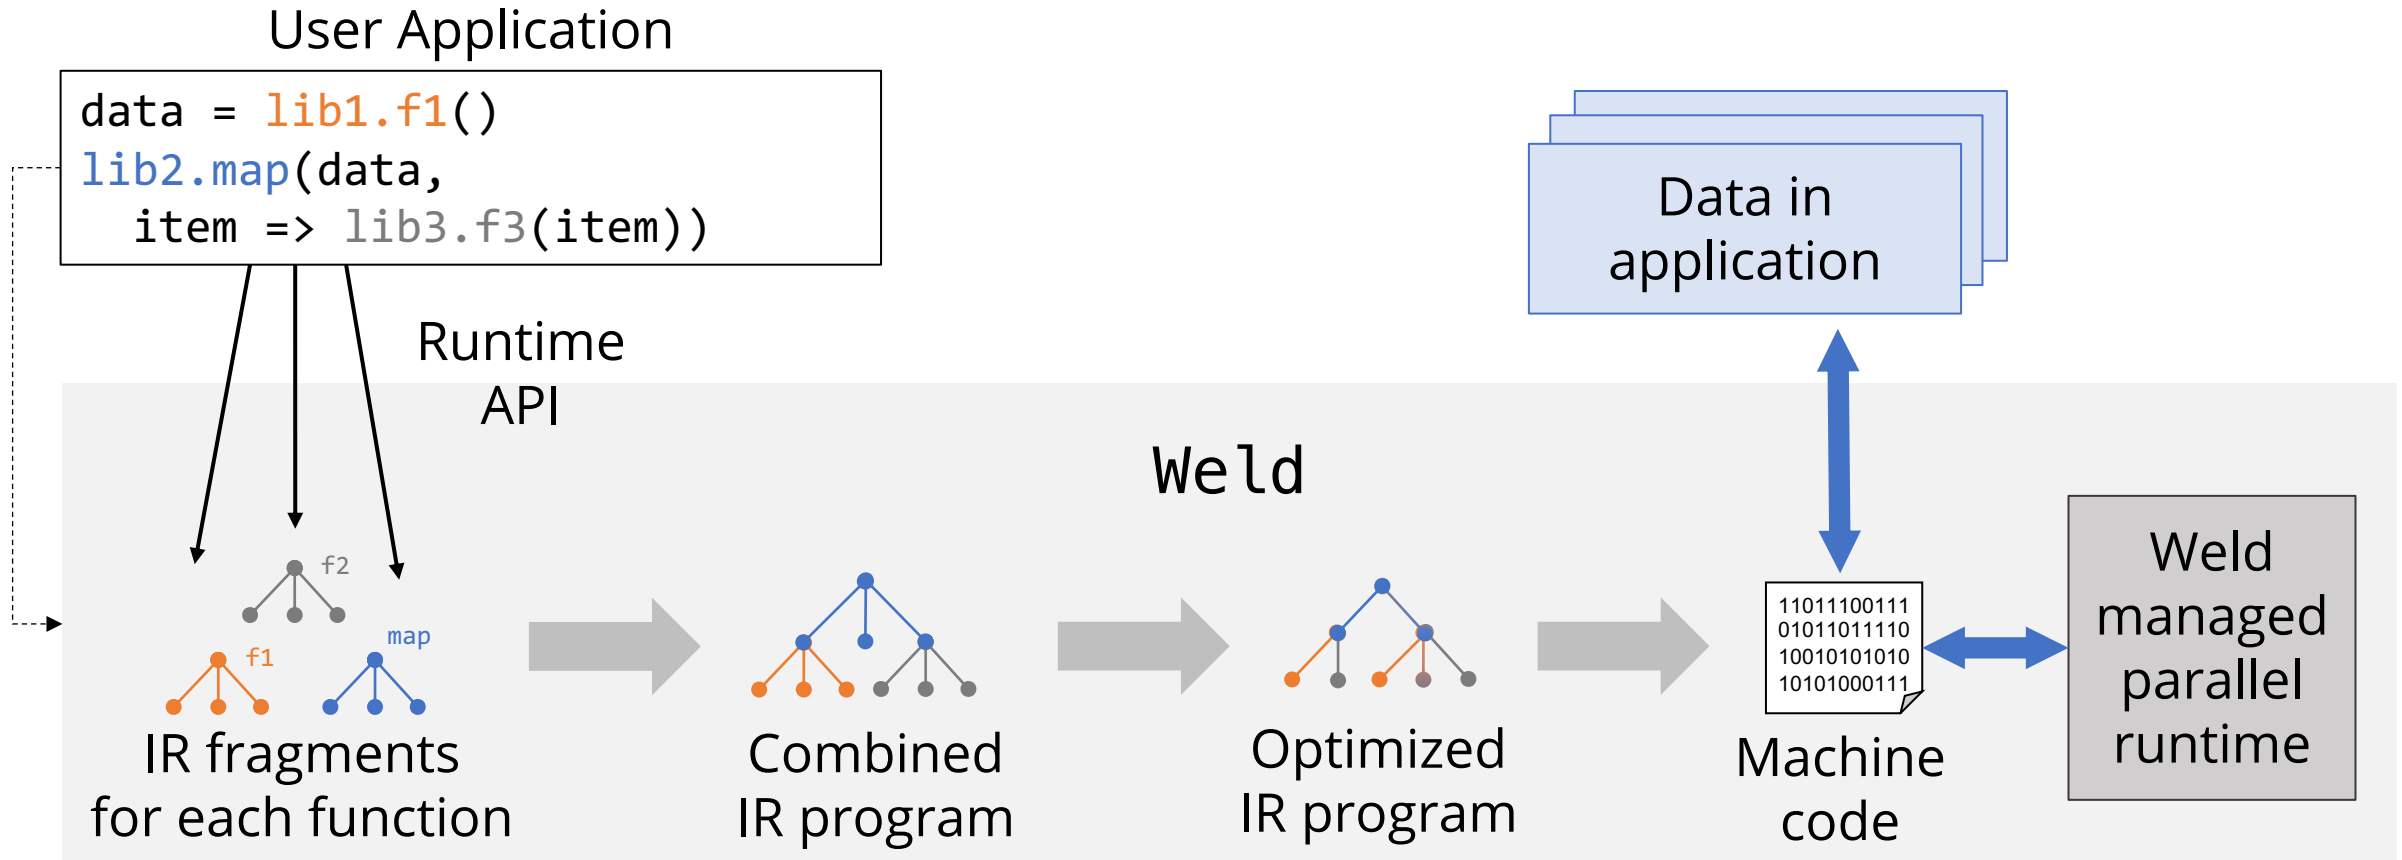 User Application
data = lib1.f1()
lib2.map(data,
item => lib3.f3(item))
Runtime
API
Data in
application
Weld
f2
f1
map
IR fragments
for each function
Combined
IR program
Optimized
IR program
11011100111
01011011110
10010101010
10101000111
Machine
code
Weld
managed
parallel
runtime